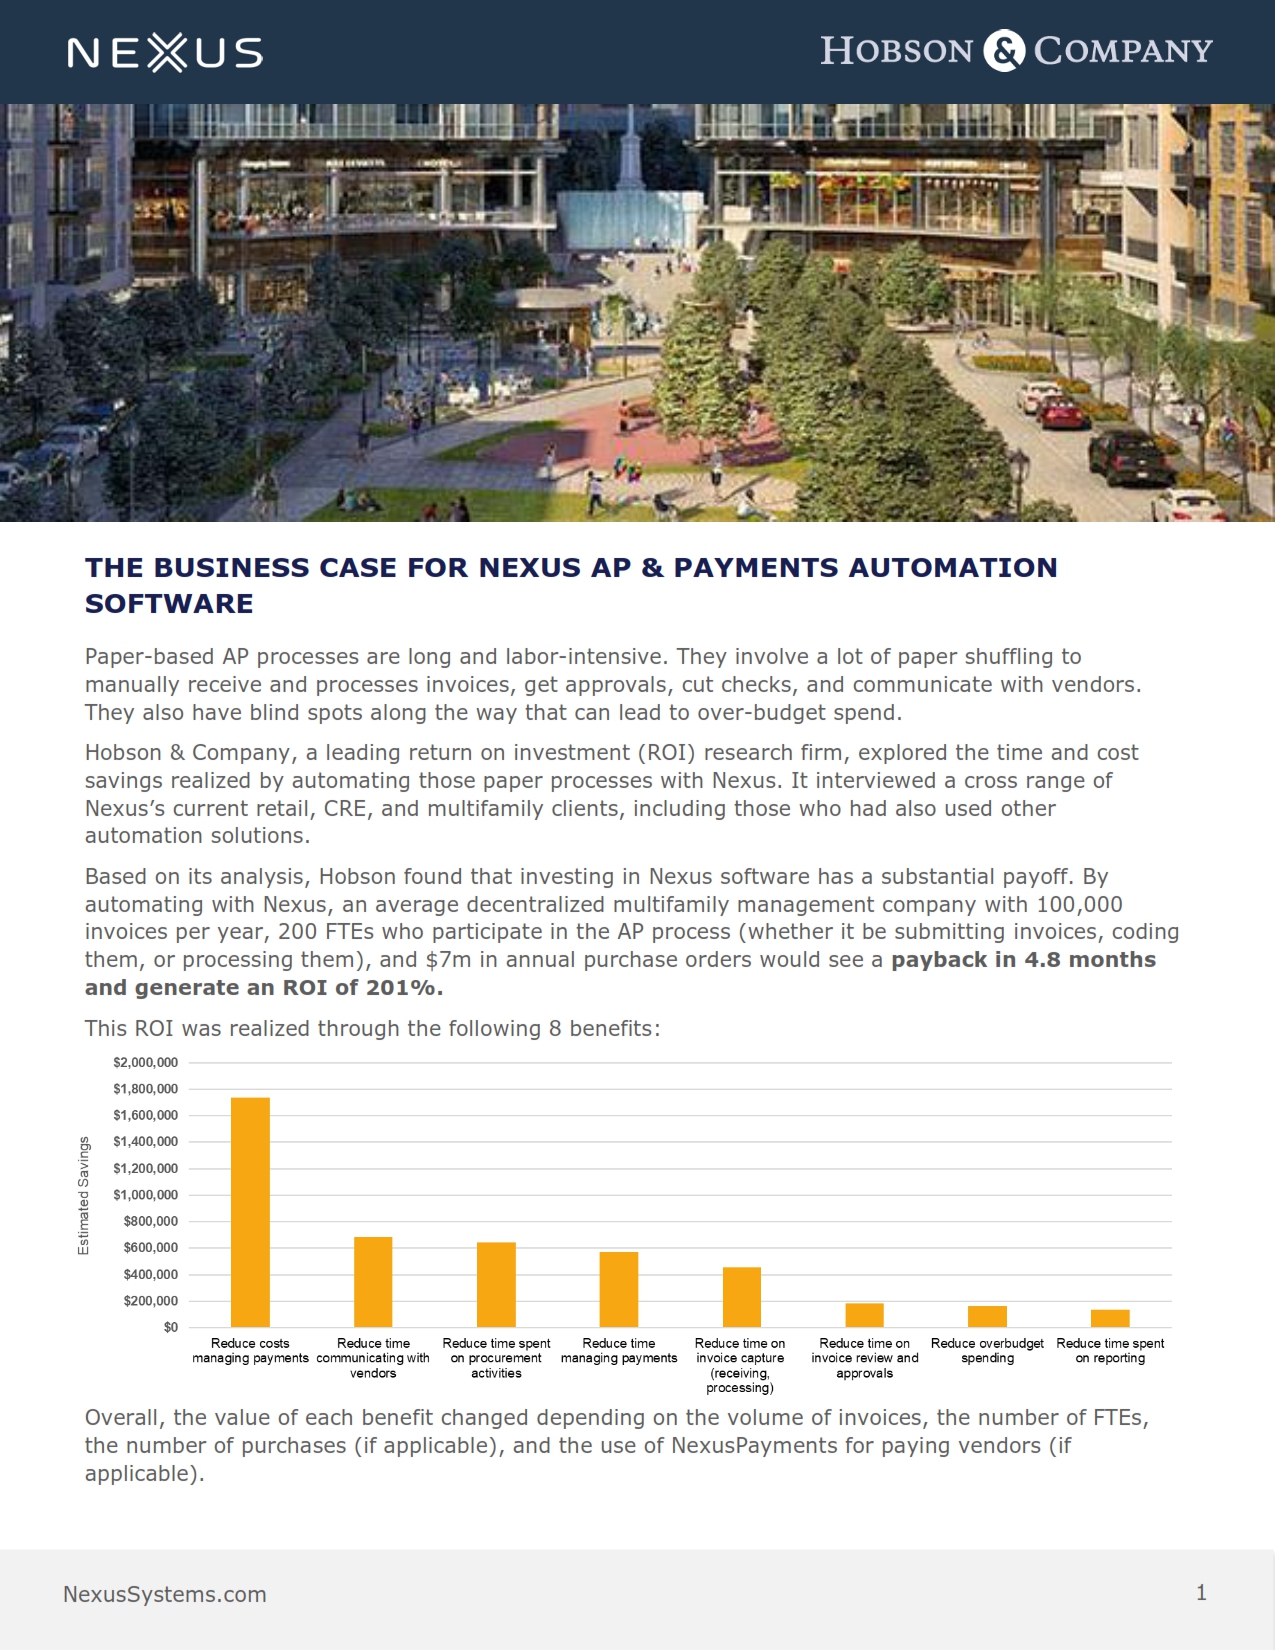 NEXUS
HOBSON & COMPANY
THE BUSINESS CASE FOR NEXUS AP & PAYMENTS AUTOMATION
SOFTWARE
Paper-based AP processes are long and labor-intensive. They involve a lot of paper shuffling to
manually receive and processes invoices, get approvals, cut checks, and communicate with vendors.
They also have blind spots along the way that can lead to over-budget spend.
Hobson & Company, a leading return on investment (ROI) research firm, explored the time and cost
savings realized by automating those paper processes with Nexus. It interviewed a cross range of
Nexus’s current retail, CRE, and multifamily clients, including those who had also used other
automation solutions.
Based on its analysis, Hobson found that investing in Nexus software has a substantial payoff. By
automating with Nexus, an average decentralized multifamily management company with 100,000
invoices per year, 200 FTEs who participate in the AP process (whether it be submitting invoices, coding
them, or processing them), and $7m in annual purchase orders would see a payback in 4.8 months
and generate an ROI of 201%.
This ROI was realized through the following 8 benefits:
Estimated Savings
$2,000,000
$1,800,000
$1,600,000
$1,400,000
$1,200,000
$1,000,000
$800,000
$600,000
$400,000
$200,000
$0
Reduce costs
managing payments
Reduce time
communicating with
vendors
Reduce time spent
on procurement
activities
Reduce time
managing payments
Reduce time on
invoice capture
(receiving,
processing)
Reduce time on
invoice review and
approvals
Reduce overbudget
spending
Reduce time spent
on reporting
Overall, the value of each benefit changed depending on the volume of invoices, the number of FTEs,
the number of purchases (if applicable), and the use of NexusPayments for paying vendors (if
applicable).
NexusSystems.com
1